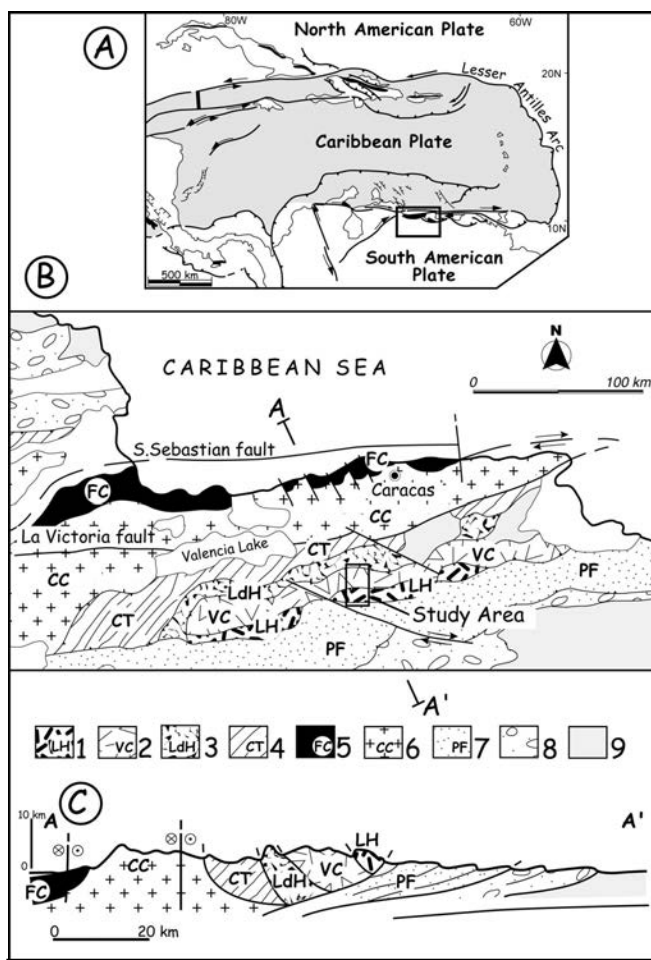 80W
60W
North American Plate
A
20N
Lesser Antilles Arc
Caribbean Plate
10N
South American
Plate
500 km
B
N
CARIBBEAN SEA
0 100 km
A
S.Sebastian fault
FC
FC
Caracas
CC
La Victoria fault
Valencia Lake
CT
VC
CC
LdH
LH
PF
CT
VC
LH
Study Area
PF
A'
LH 1 VC 2 LdH 3 CT 4 FC 5 CC 6 PF 7 8 9
C
10 km A A'
LH
CC
0
CT
VC
LdH
PF
FC
0 20 km